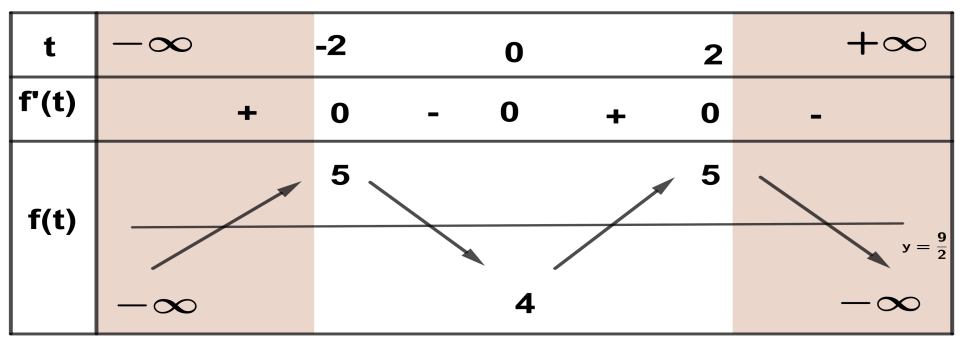 t −∞ -2 0 2 +∞
f'(t) + 0 - 0 + 0 -
5 5
f(t)
y = 9/2
−∞ 4 −∞